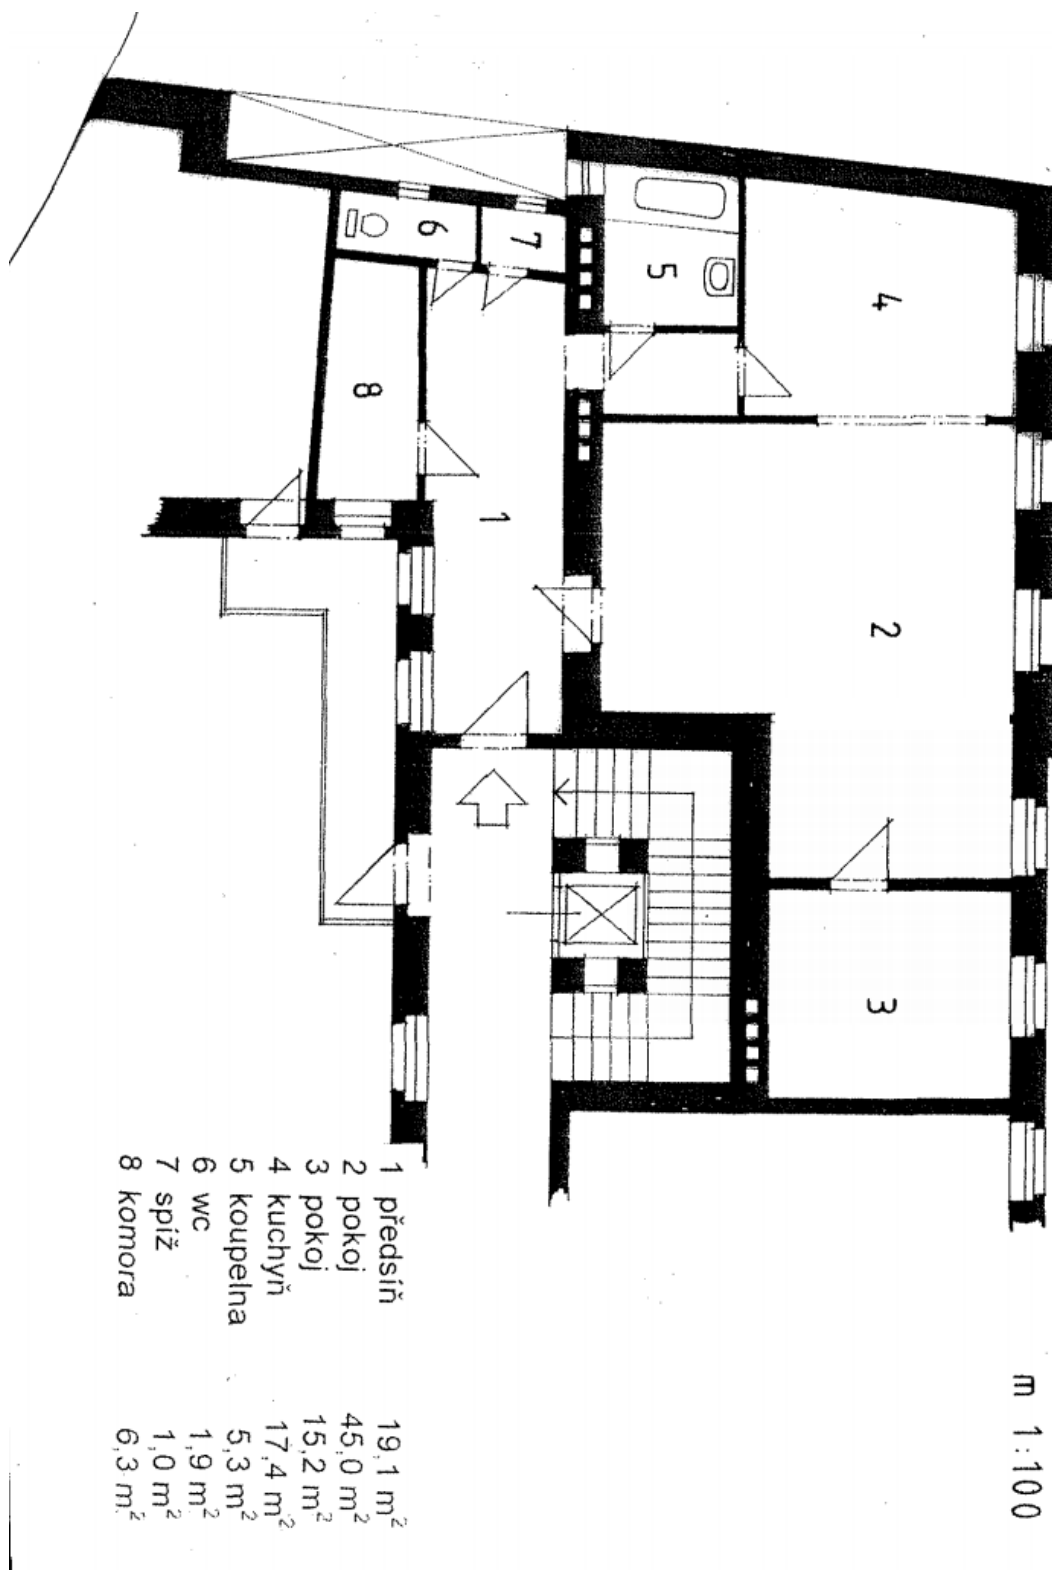 6
7
5
4
8
1
2
3
1 předsíň 19,1 m²
2 pokoj 45,0 m²
3 pokoj 15,2 m²
4 kuchyň 17,4 m²
5 koupelna 5,3 m²
6 wc 1,9 m²
7 spíž 1,0 m²
8 komora 6,3 m²
m 1:100